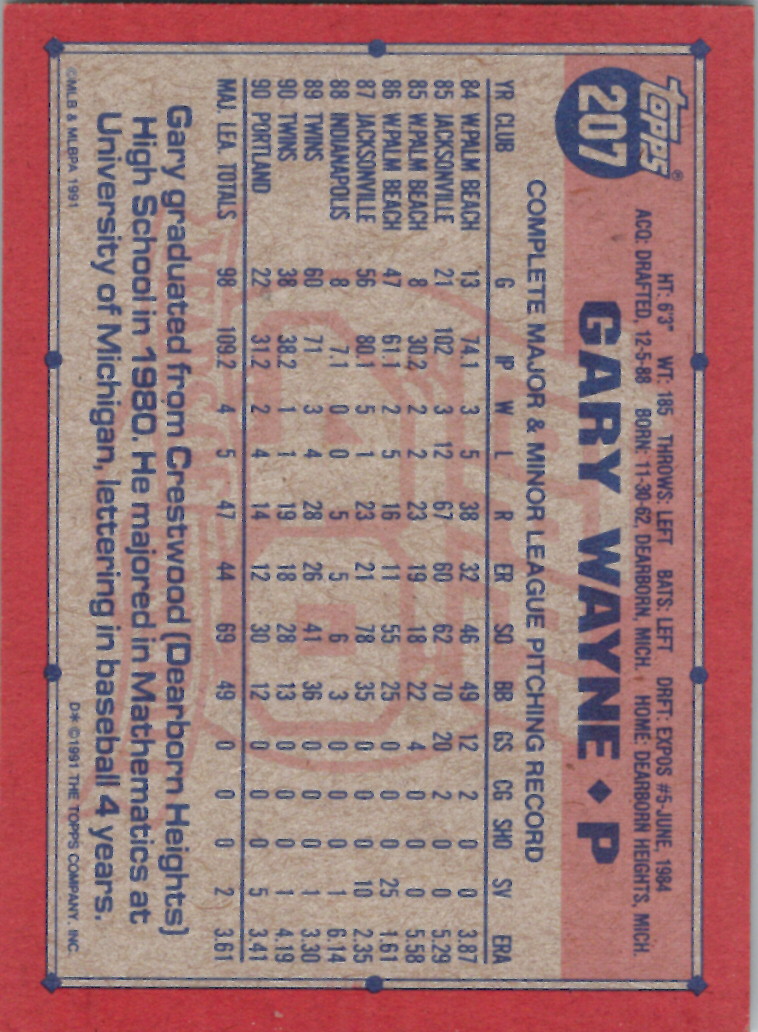 topps®
207
HT: 6'3" WT: 185 THROWS: LEFT BATS: LEFT DRFT: EXPOS #5-JUNE, 1984
ACQ: DRAFTED, 12-5-88 BORN: 11-30-62, DEARBORN, MICH. HOME: DEARBORN HEIGHTS, MICH.
GARY WAYNE ♦ P
COMPLETE MAJOR & MINOR LEAGUE PITCHING RECORD
YR CLUB G IP W L R ER SO BB GS CG SHO SV ERA
84 W.PALM BEACH 13 74.1 3 5 38 32 46 49 12 2 0 0 3.87
85 JACKSONVILLE 21 102 3 12 67 60 62 70 20 2 0 0 5.29
85 W.PALM BEACH 8 30.2 2 2 23 19 18 22 4 0 0 0 5.58
86 W.PALM BEACH 47 61.1 2 5 16 11 55 25 0 0 0 25 1.61
87 JACKSONVILLE 56 80.1 5 1 23 21 78 35 0 0 0 10 2.35
88 INDIANAPOLIS 8 7.1 0 0 5 5 6 3 0 0 0 1 6.14
89 TWINS 60 71 3 4 28 26 41 36 0 0 0 1 3.30
90 TWINS 38 38.2 1 1 19 18 28 13 0 0 0 1 4.19
90 PORTLAND 22 31.2 2 4 14 12 30 12 0 0 0 5 3.41
MAJ. LEA. TOTALS 98 109.2 4 5 47 44 69 49 0 0 0 2 3.61
Gary graduated from Crestwood (Dearborn Heights)
High School in 1980. He majored in Mathematics at
University of Michigan, lettering in baseball 4 years.
©MLB & MLBPA 1991 D* ©1991 THE TOPPS COMPANY, INC.